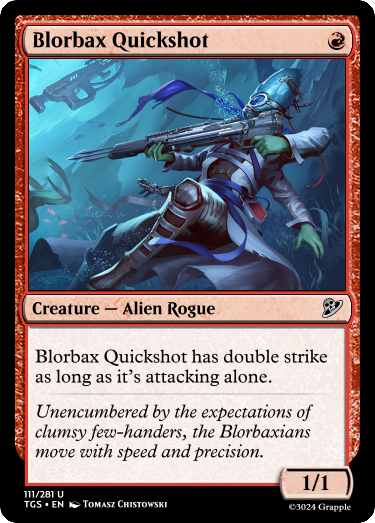 Blorbax Quickshot
Creature — Alien Rogue
Blorbax Quickshot has double strike
as long as it's attacking alone.
Unencumbered by the expectations of
clumsy few-handers, the Blorbaxians
move with speed and precision.
1/1
111/281 U
TGS • EN Tomasz Chistowski
©3024 Grapple